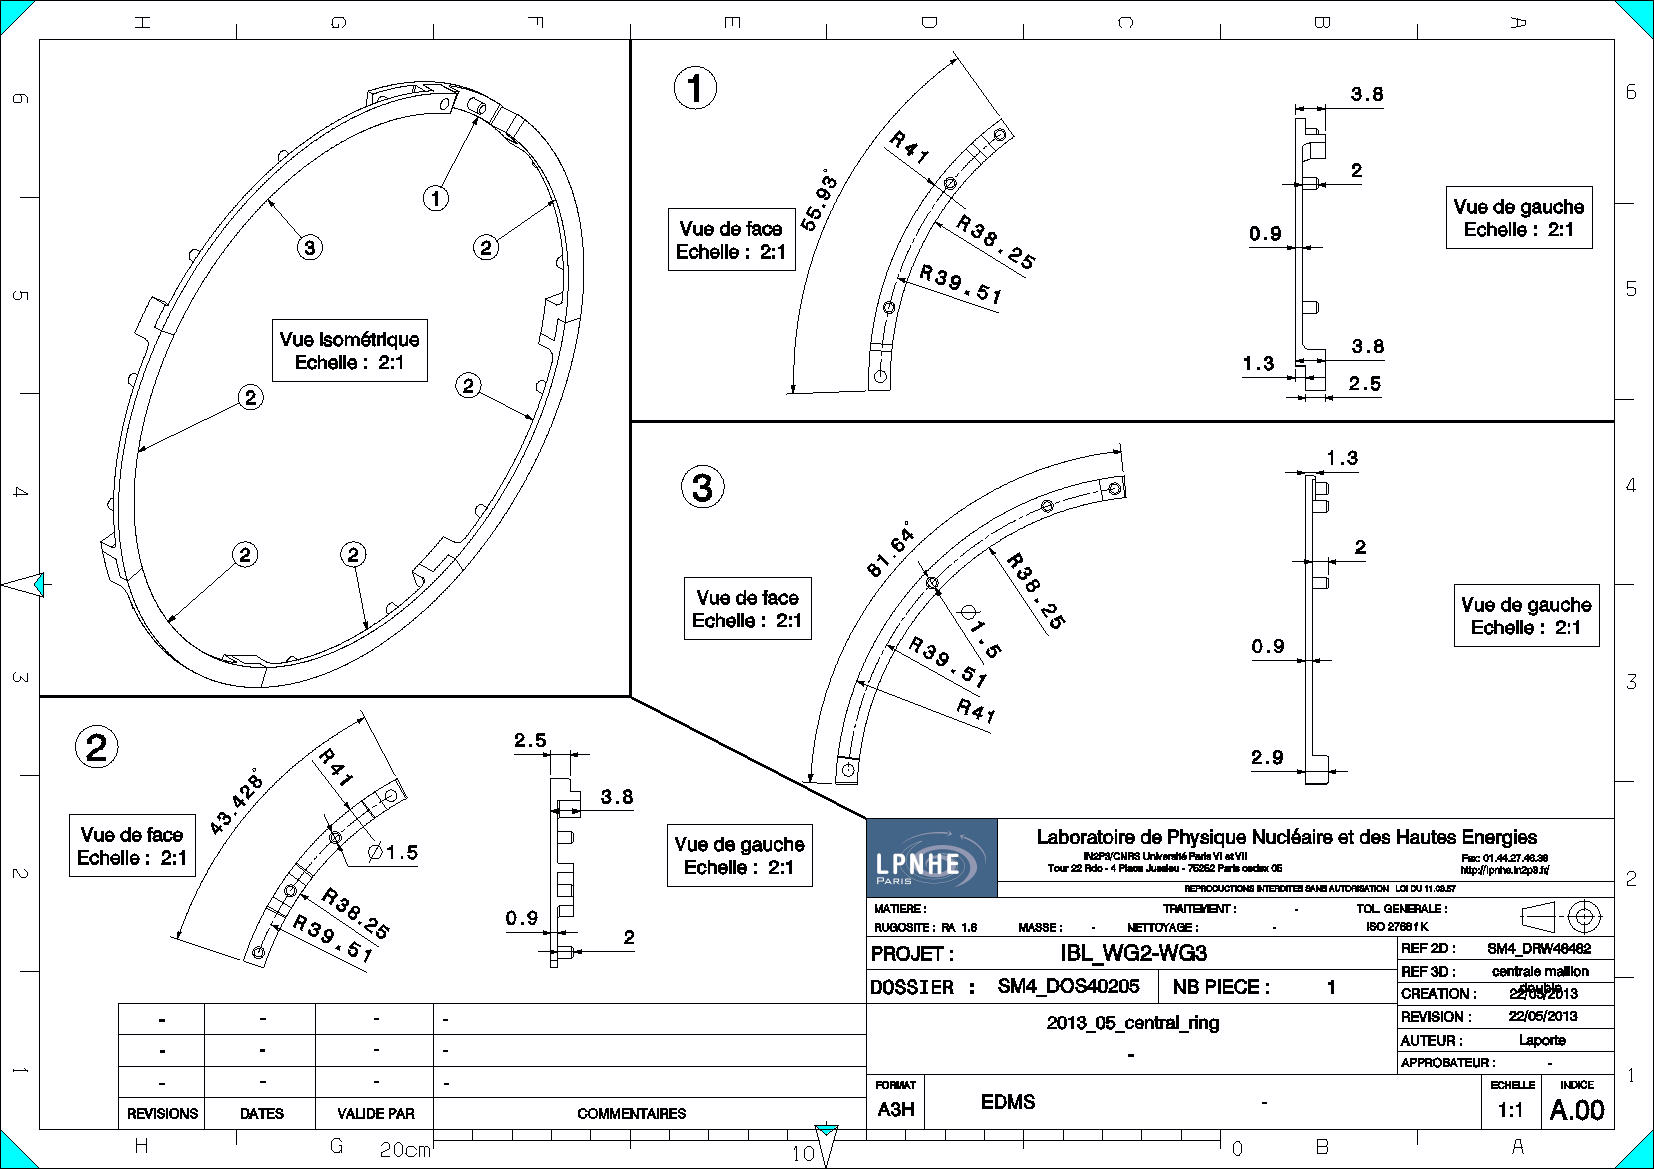 H G F E D C B A
6
5
4
3
2
1
6
5
4
3
2
1
1
2
3
2
2
2
2
Vue isométrique
Echelle : 2:1
1
55.93°
R41
R38.25
R39.51
Vue de face
Echelle : 2:1
3.8
2
0.9
3.8
1.3
2.5
Vue de gauche
Echelle : 2:1
3
81.64°
R38.25
Ø1.5
R39.51
R41
Vue de face
Echelle : 2:1
1.3
2
0.9
2.9
Vue de gauche
Echelle : 2:1
2
43.428°
R41
Ø1.5
R38.25
R39.51
Vue de face
Echelle : 2:1
2.5
3.8
0.9
2
Vue de gauche
Echelle : 2:1
LPNHE
PARIS
Laboratoire de Physique Nucléaire et des Hautes Energies
IN2P3/CNRS Université Paris VI et VII
Tour 22 Rdc - 4 Place Jussieu - 75252 Paris cedex 05
Fax: 01.44.27.46.38
http://lpnhe.in2p3.fr/
REPRODUCTIONS INTERDITES SANS AUTORISATION LOI DU 11.03.57
MATIERE :
TRAITEMENT : -
TOL. GENERALE :
RUGOSITE : RA 1.6
MASSE : -
NETTOYAGE : -
ISO 27681 K
PROJET : IBL_WG2-WG3
REF 2D : SM4_DRW46462
REF 3D : centrale maillon double
DOSSIER : SM4_DOS40205
NB PIECE : 1
CREATION : 22/05/2013
2013_05_central_ring
-
REVISION : 22/05/2013
AUTEUR : Laporte
APPROBATEUR : -
FORMAT
A3H
EDMS -
ECHELLE
1:1
INDICE
A.00
- - - -
- - - -
- - - -
REVISIONS DATES VALIDE PAR COMMENTAIRES
H G 20cm 10 0 B A